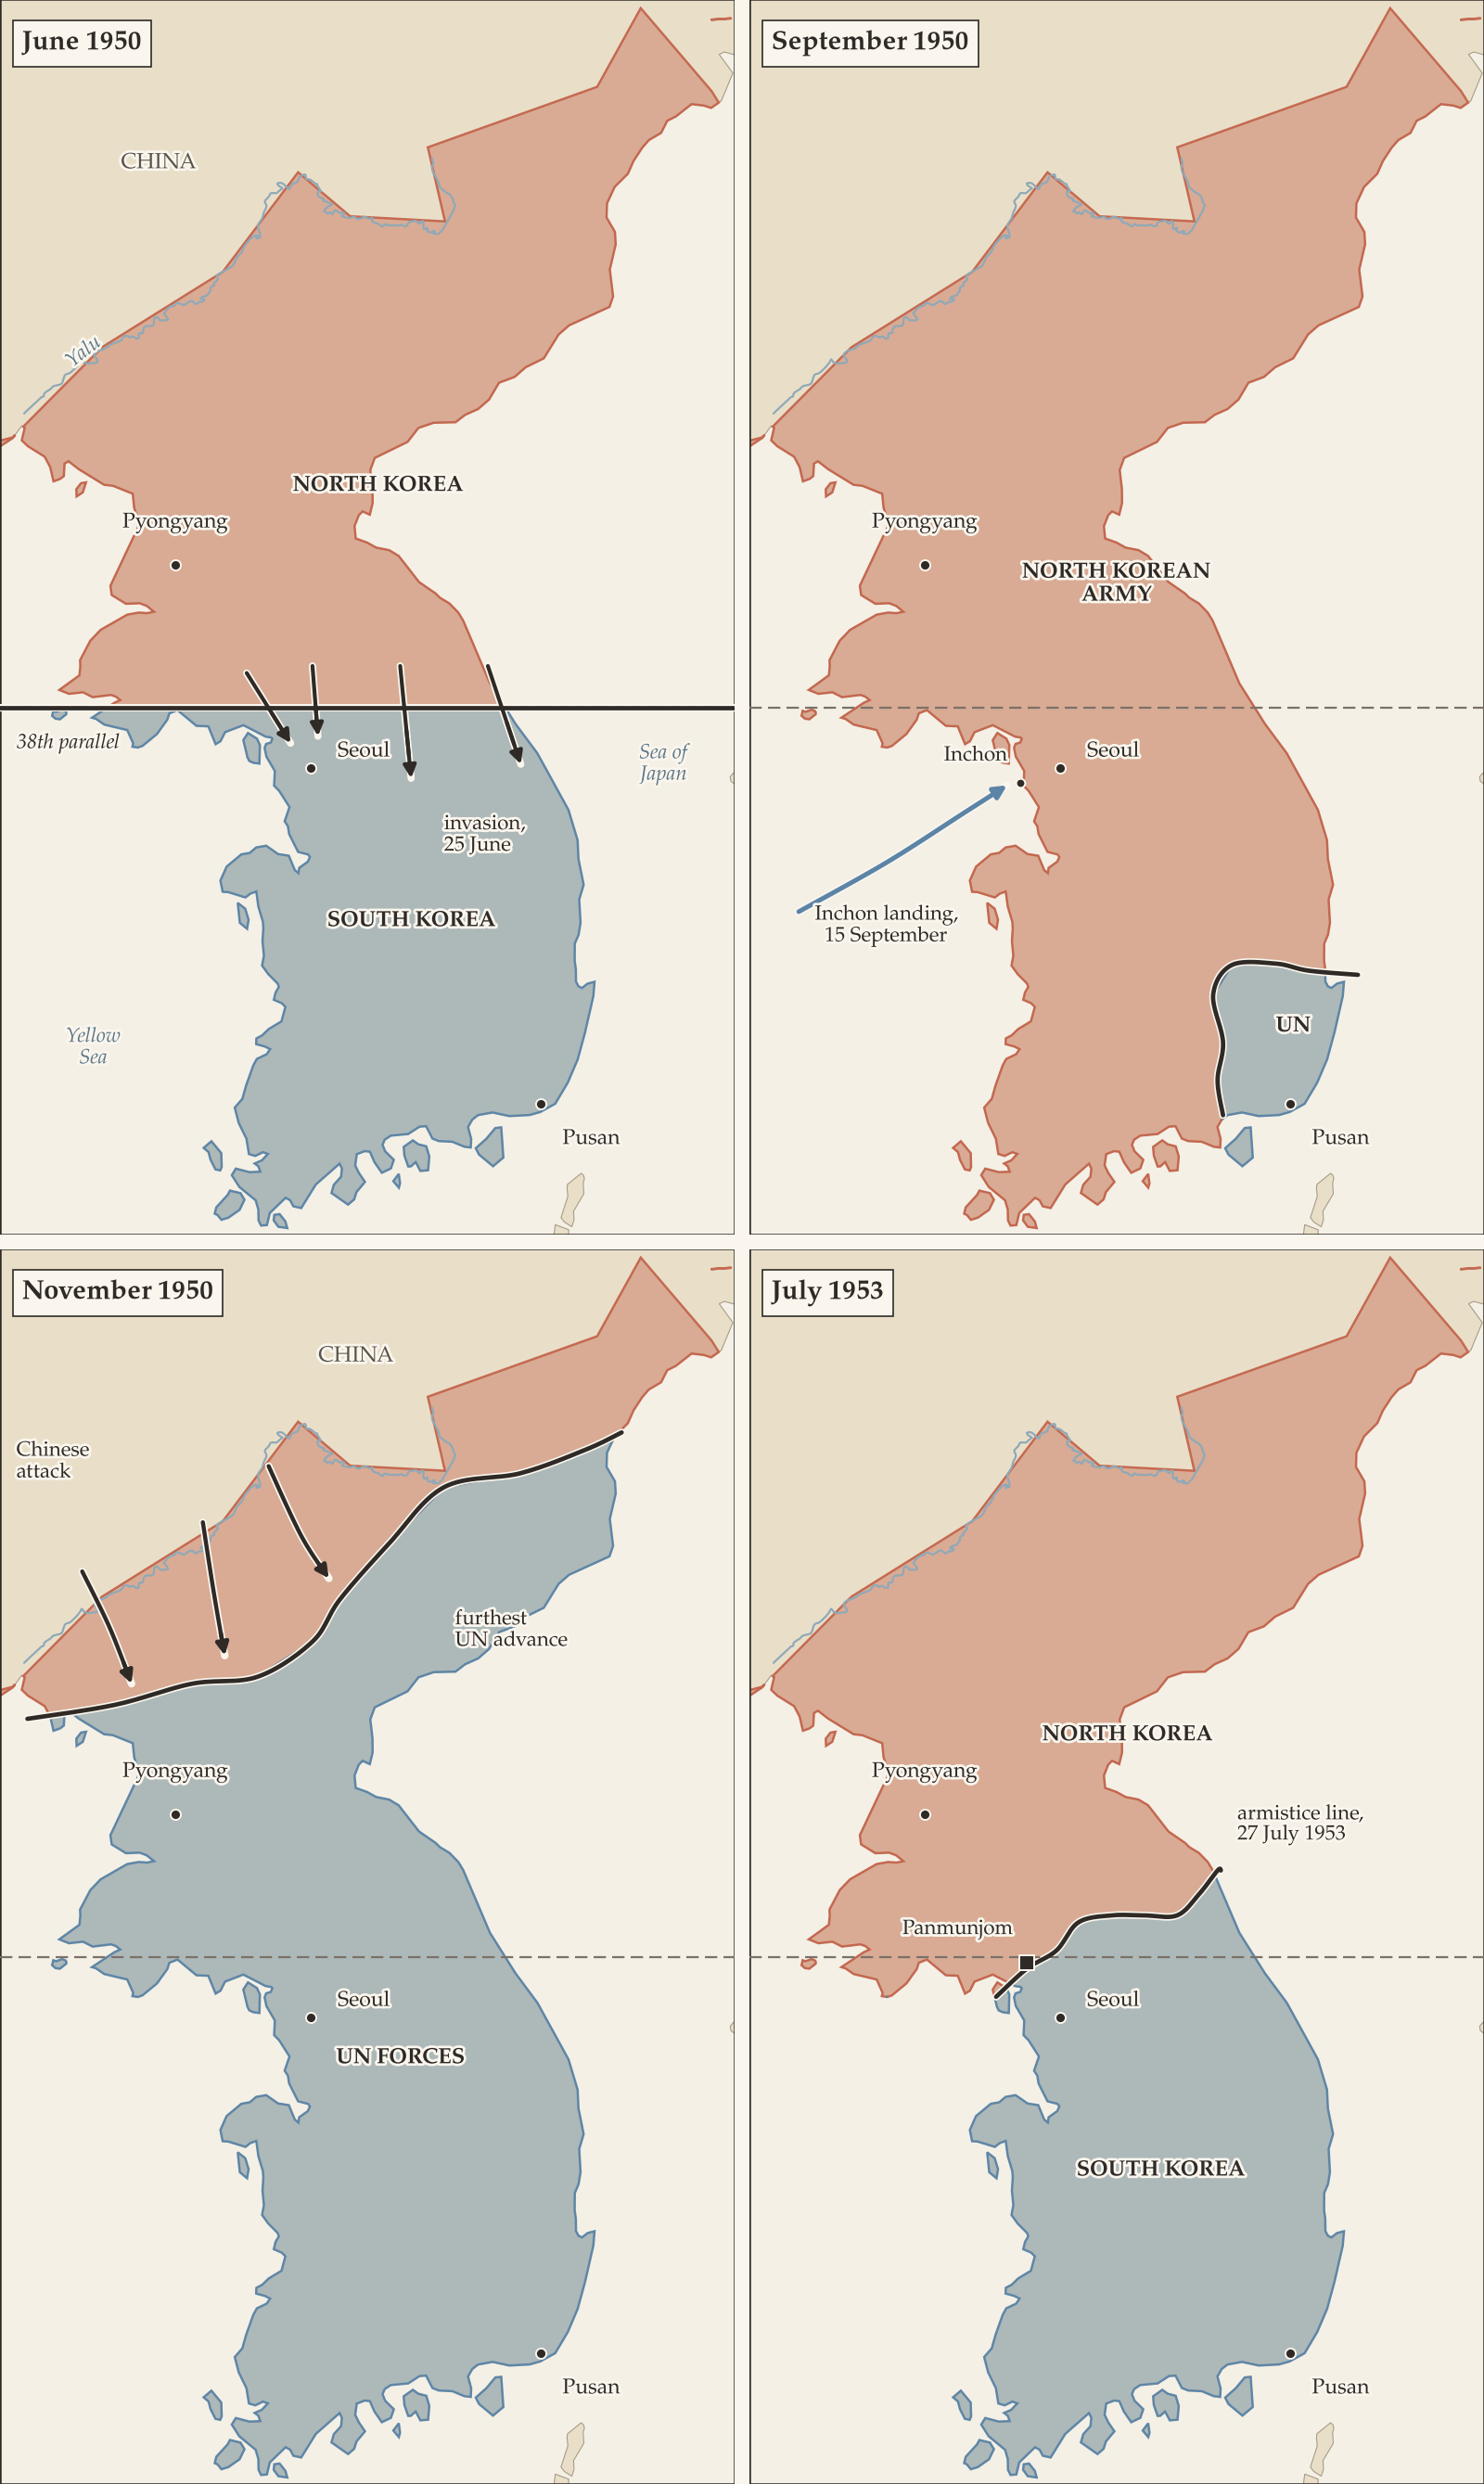 June 1950
CHINA
Yalu
NORTH KOREA
Pyongyang
38th parallel
Seoul
Sea of
Japan
invasion,
25 June
SOUTH KOREA
Yellow
Sea
Pusan
September 1950
Pyongyang
NORTH KOREAN
ARMY
Inchon
Seoul
Inchon landing,
15 September
UN
Pusan
November 1950
CHINA
Chinese
attack
furthest
UN advance
Pyongyang
Seoul
UN FORCES
Pusan
July 1953
NORTH KOREA
Pyongyang
armistice line,
27 July 1953
Panmunjom
Seoul
SOUTH KOREA
Pusan